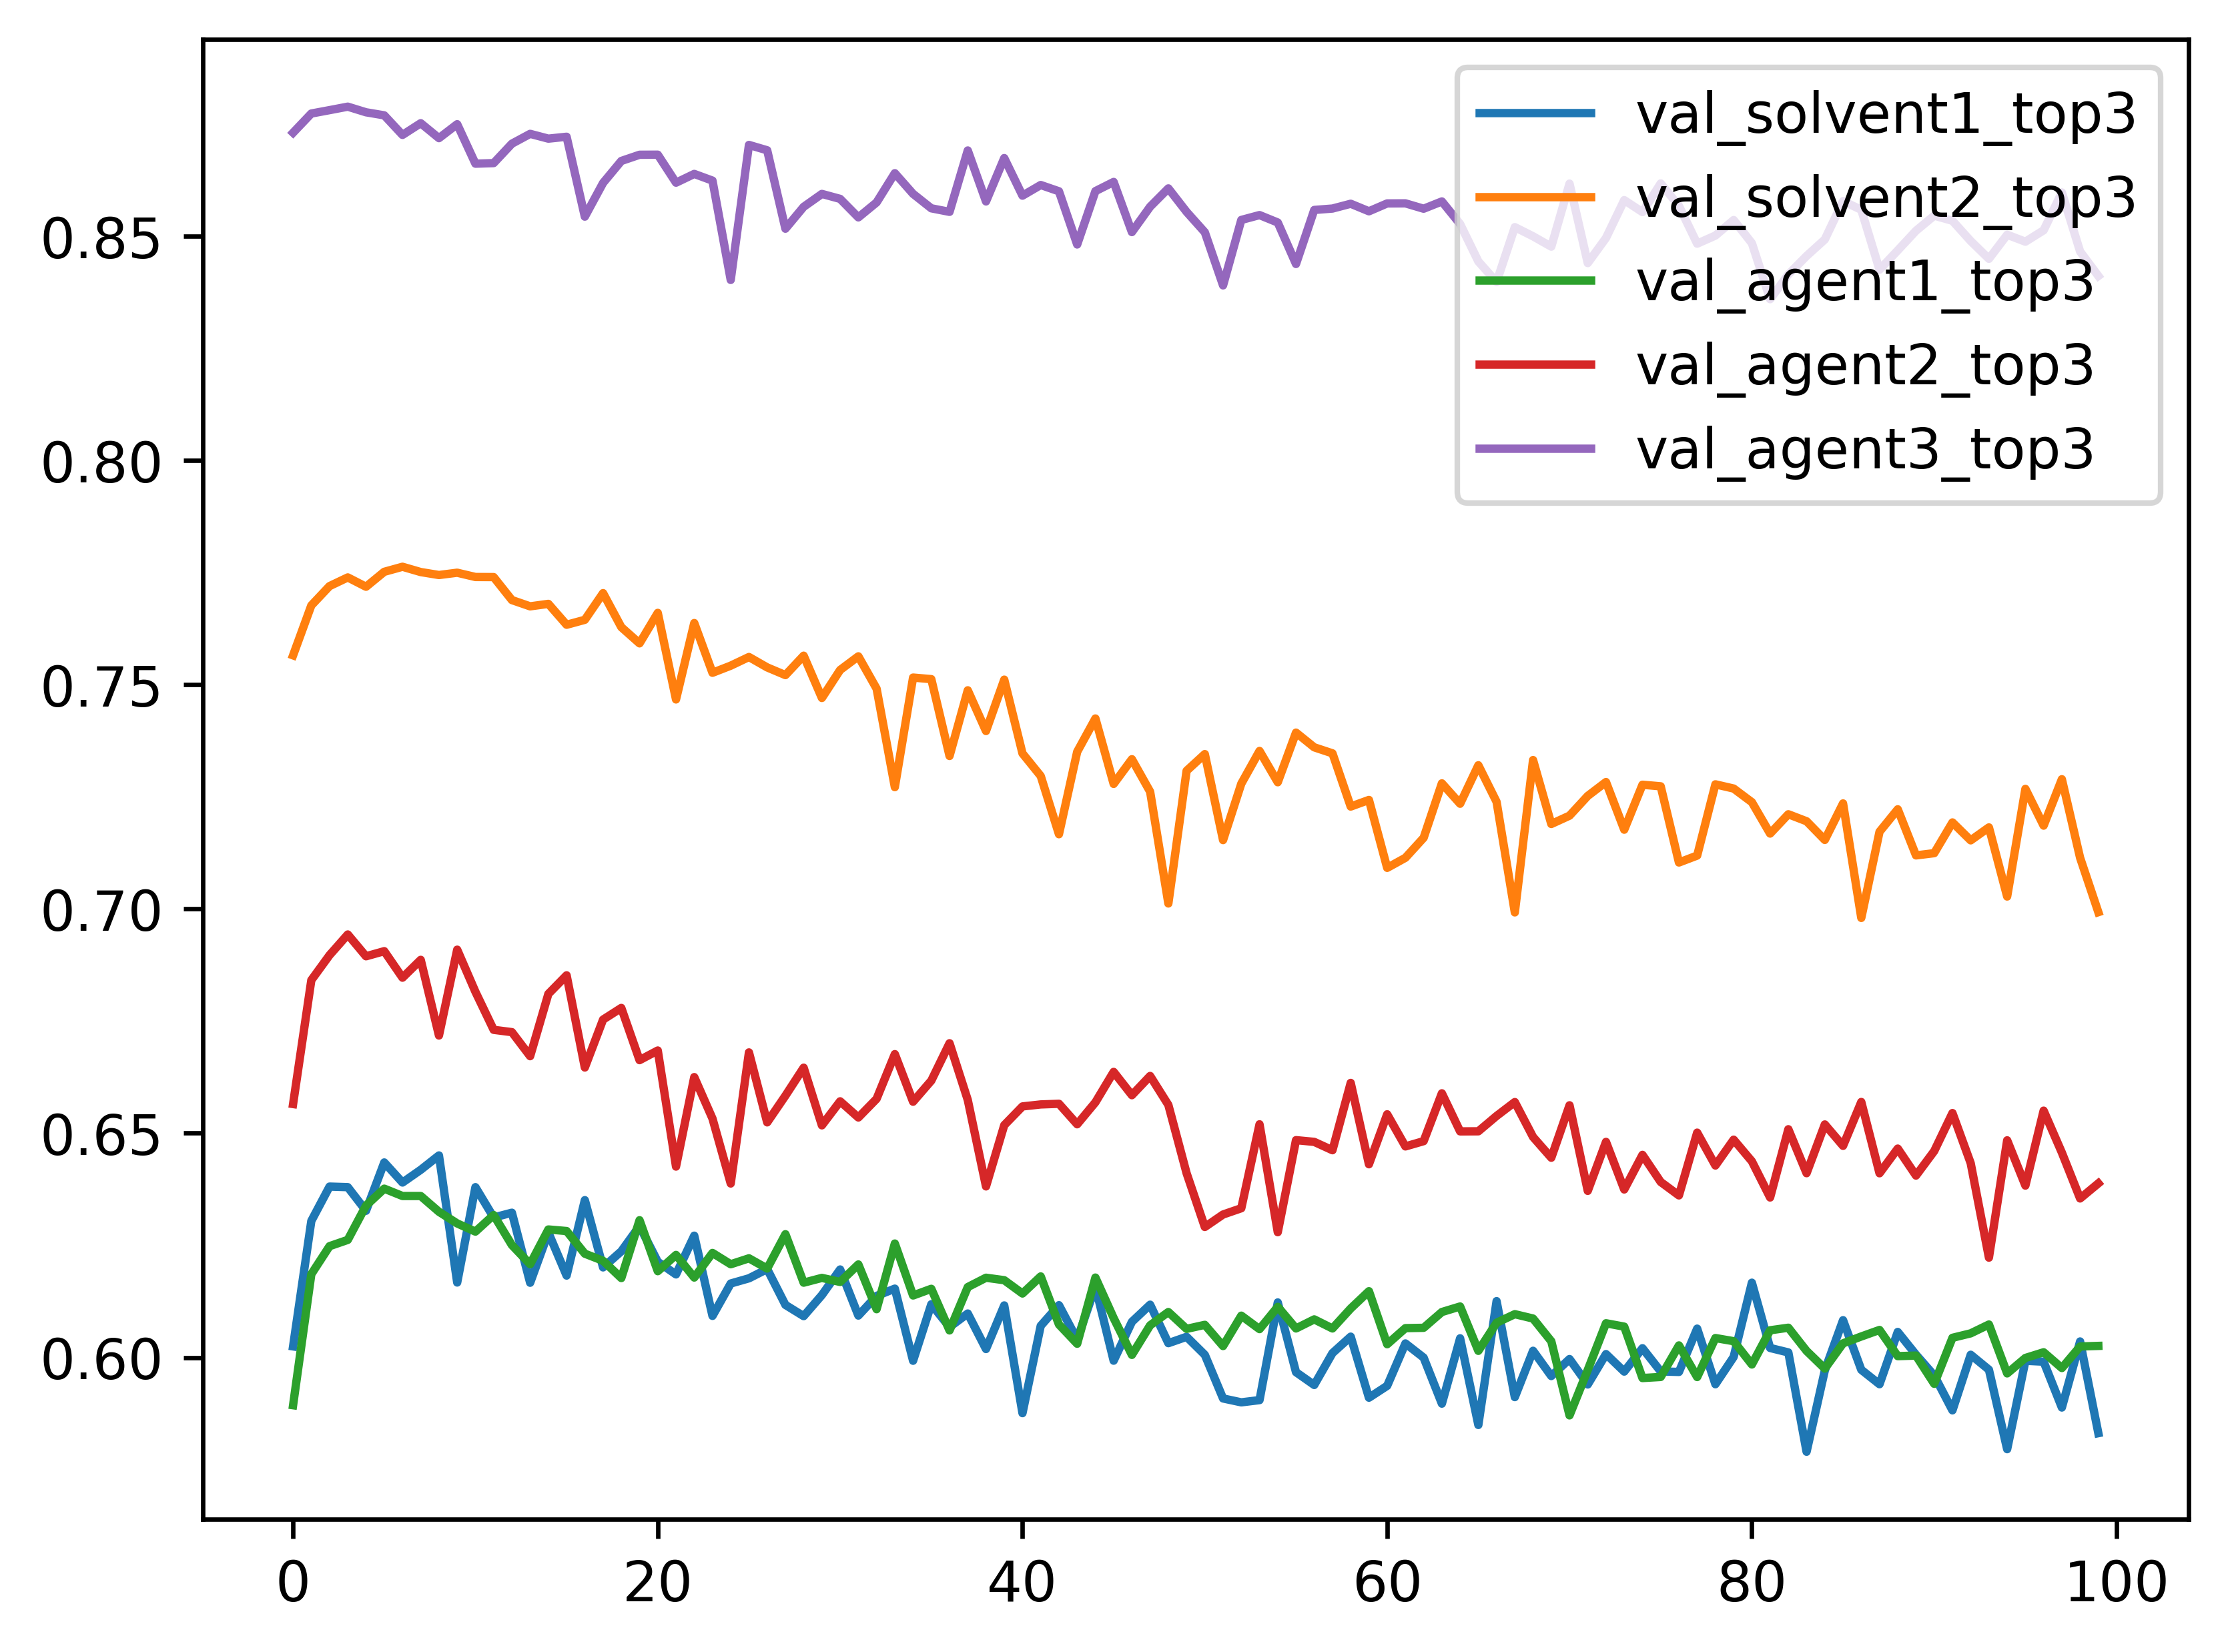 val_solvent1_top3
val_solvent2_top3
val_agent1_top3
val_agent2_top3
val_agent3_top3
0.85
0.80
0.75
0.70
0.65
0.60
0 20 40 60 80 100